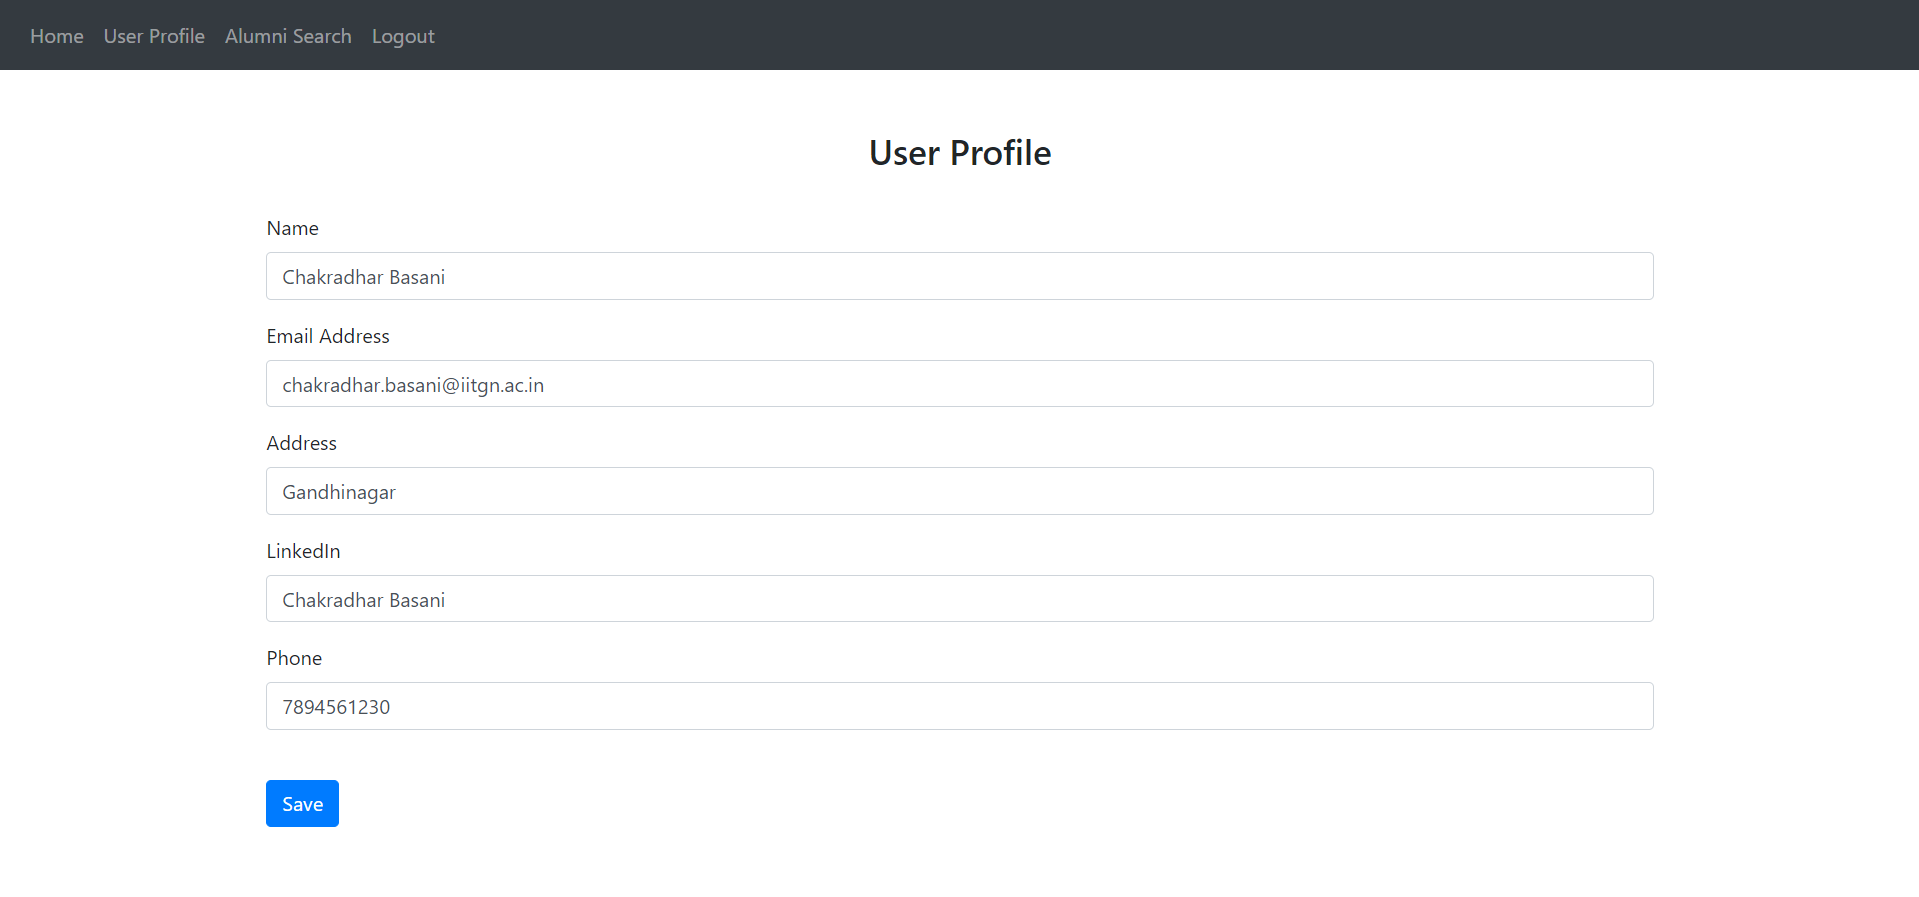 Home User Profile Alumni Search Logout
User Profile
Name
Chakradhar Basani
Email Address
chakradhar.basani@iitgn.ac.in
Address
Gandhinagar
LinkedIn
Chakradhar Basani
Phone
7894561230
Save